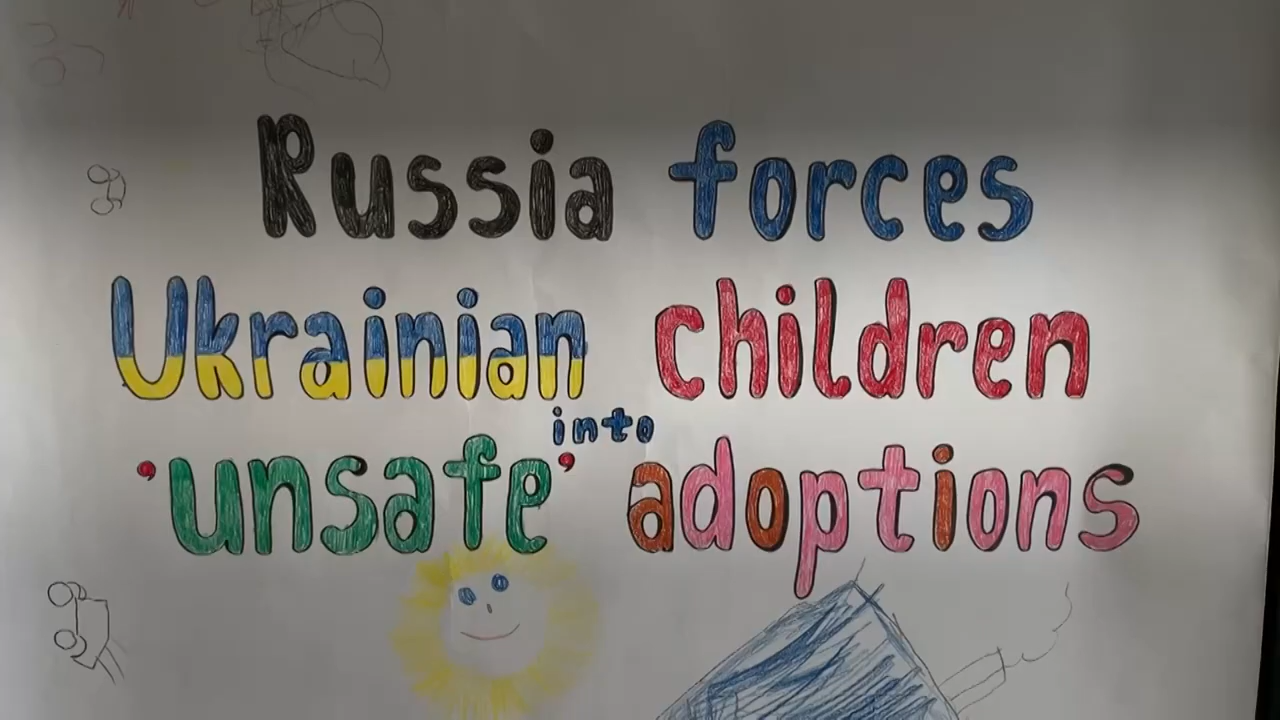 Russia forces
Ukrainian children
into
'unsafe' adoptions